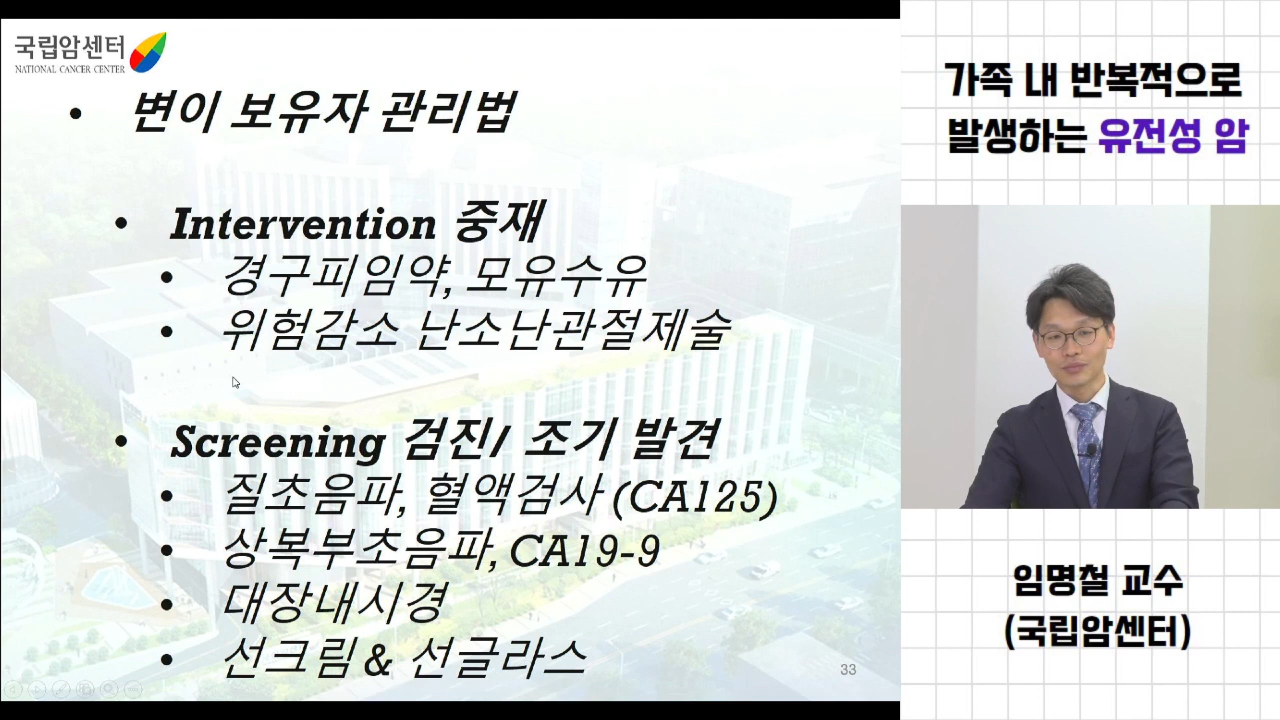 국립암센터
NATIONAL CANCER CENTER
• 변이 보유자 관리법
• Intervention 중재
• 경구피임약, 모유수유
• 위험감소 난소난관절제술
• Screening 검진/ 조기 발견
• 질초음파, 혈액검사 (CA125)
• 상복부초음파, CA19-9
• 대장내시경
• 선크림 & 선글라스
33
가족 내 반복적으로
발생하는 유전성 암
임명철 교수
(국립암센터)